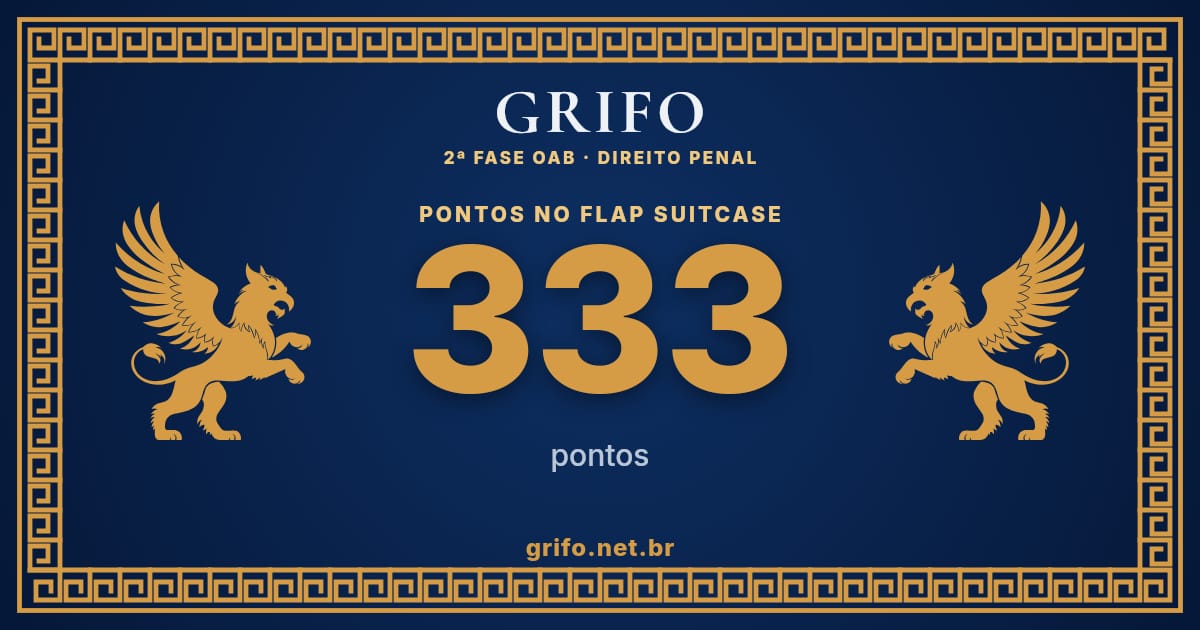 GRIFO
2ª FASE OAB · DIREITO PENAL
PONTOS NO FLAP SUITCASE
333
pontos
grifo.net.br